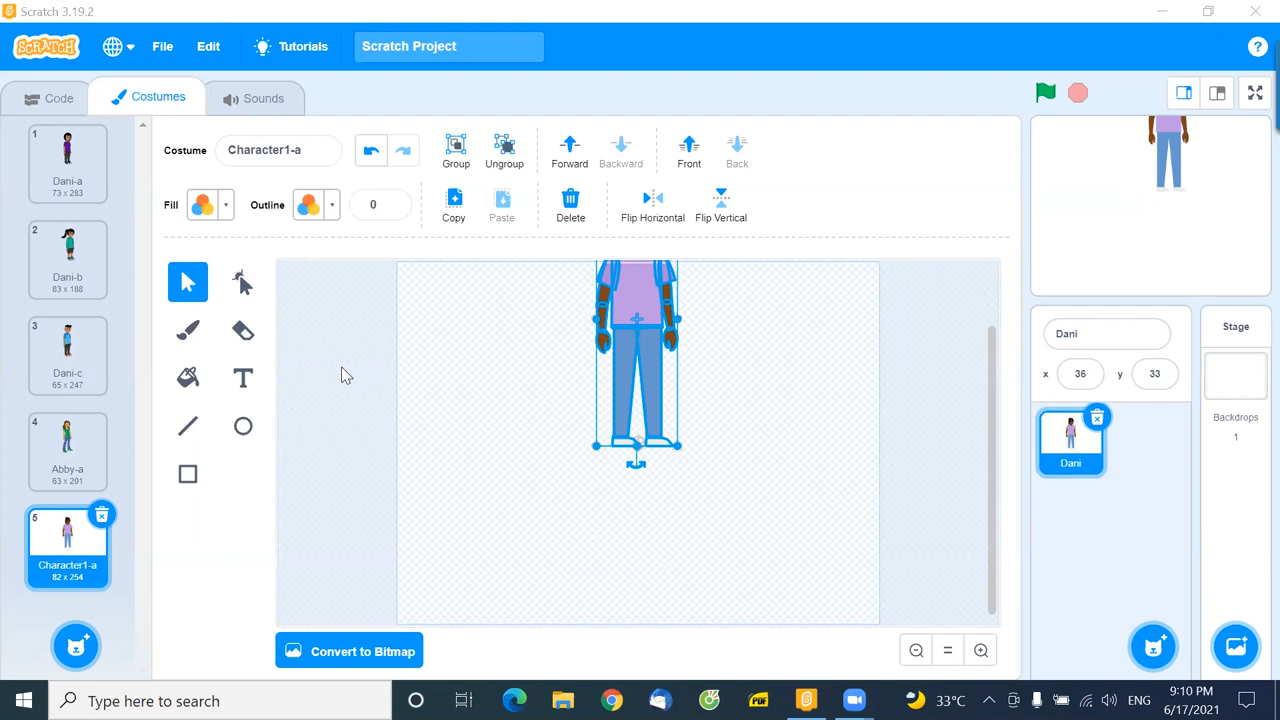 Scratch 3.19.2
SCRATCH
File
Edit
Tutorials
Scratch Project
?
Code
Costumes
Sounds
1
Dani-a
73 x 283
2
Dani-b
83 x 188
3
Dani-c
65 x 247
4
Abby-a
63 x 201
5
Character1-a
82 x 254
Costume
Character1-a
Group
Ungroup
Forward
Backward
Front
Back
Fill
Outline
0
Copy
Paste
Delete
Flip Horizontal
Flip Vertical
T
Convert to Bitmap
Dani
x
36
y
33
Dani
Stage
Backdrops
1
Type here to search
PDF
33°C
ENG
9:10 PM
6/17/2021